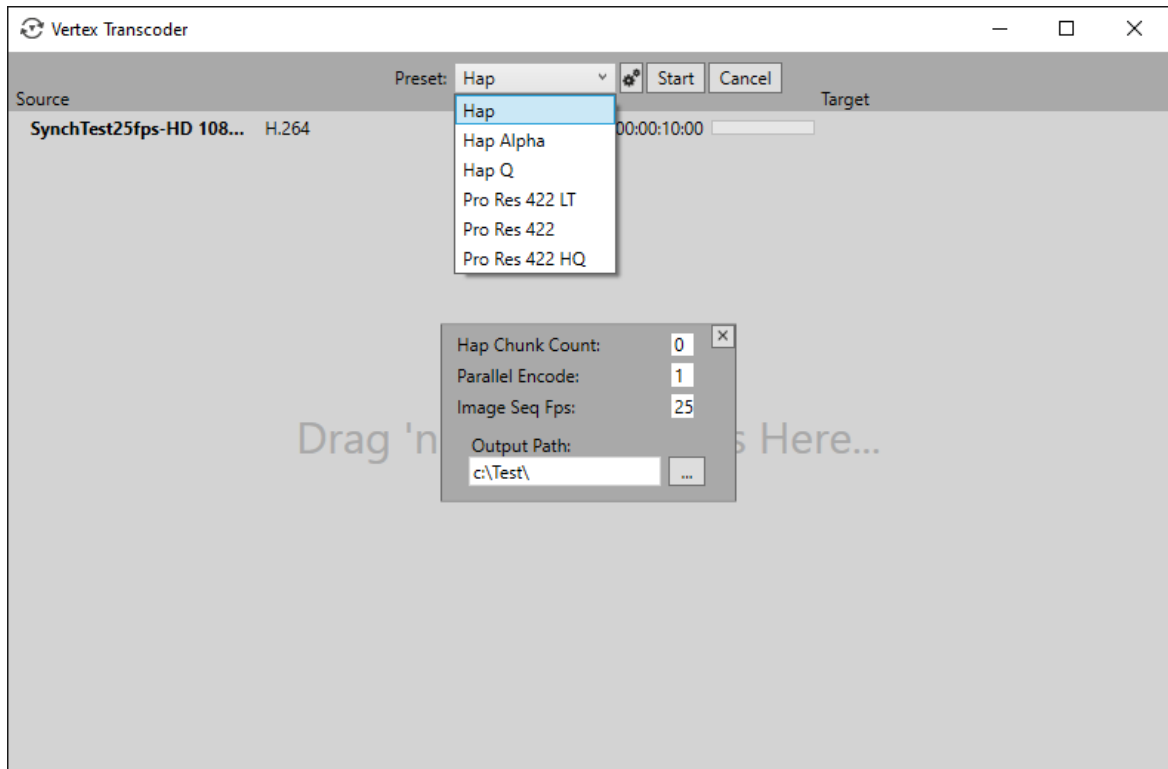 Vertex Transcoder
Preset: Hap Start Cancel
Source Target
SynchTest25fps-HD 108... H.264 00:00:10:00
Hap
Hap Alpha
Hap Q
Pro Res 422 LT
Pro Res 422
Pro Res 422 HQ
Hap Chunk Count: 0
Parallel Encode: 1
Image Seq Fps: 25
Drag 'n s Here...
Output Path:
c:\Test\ ...